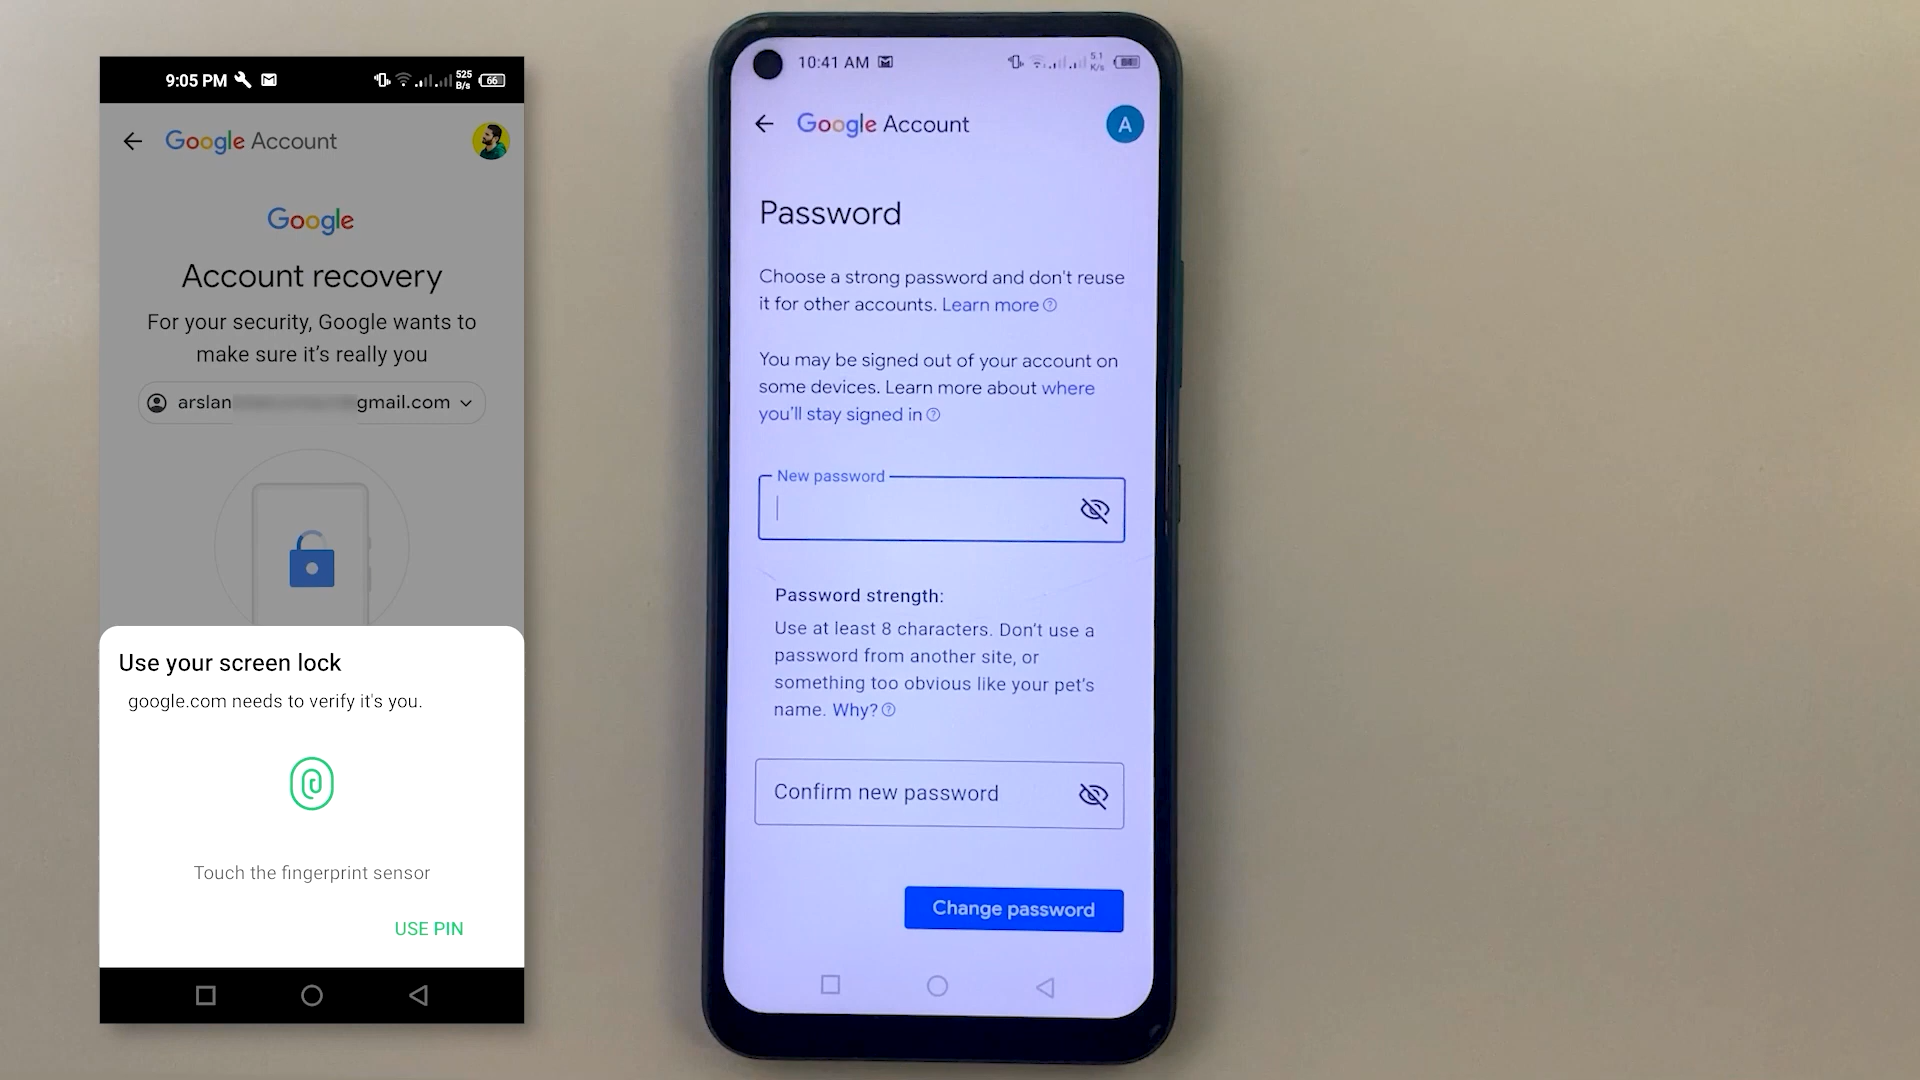 9:05 PM
525
B/s
66
Google Account
Google
Account recovery
For your security, Google wants to
make sure it's really you
arslan
gmail.com
Use your screen lock
google.com needs to verify it's you.
Touch the fingerprint sensor
USE PIN
10:41 AM
5.1
K/s
Google Account
A
Password
Choose a strong password and don't reuse
it for other accounts. Learn more
You may be signed out of your account on
some devices. Learn more about where
you'll stay signed in
New password
Password strength:
Use at least 8 characters. Don't use a
password from another site, or
something too obvious like your pet's
name. Why?
Confirm new password
Change password